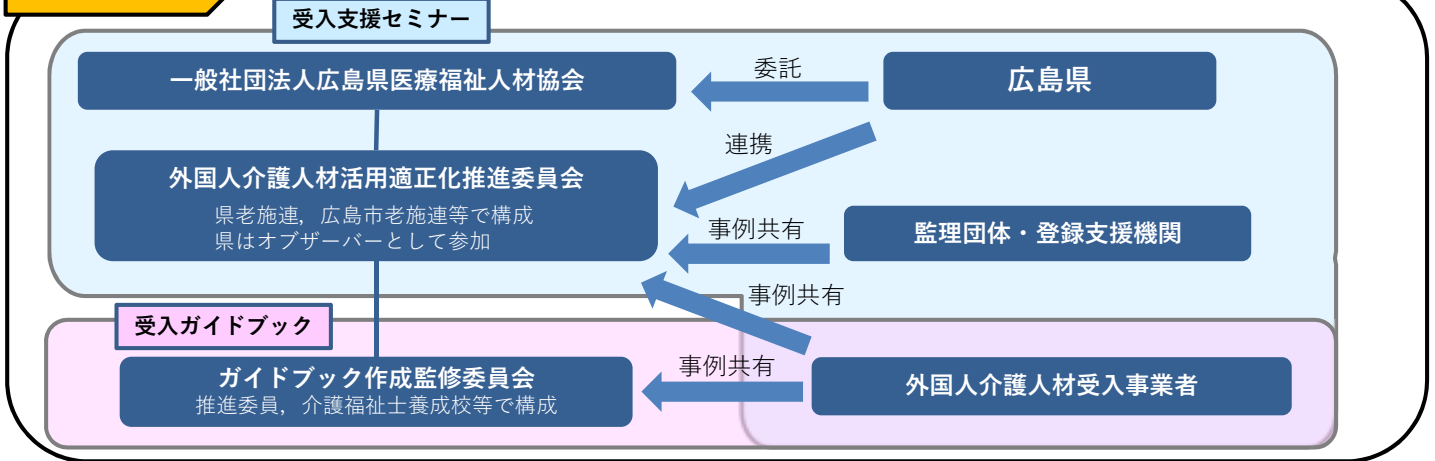 受入支援セミナー
一般社団法人広島県医療福祉人材協会
委託
広島県
連携
外国人介護人材活用適正化推進委員会
県老施連，広島市老施連等で構成
県はオブザーバーとして参加
事例共有
監理団体・登録支援機関
事例共有
受入ガイドブック
ガイドブック作成監修委員会
推進委員，介護福祉士養成校等で構成
事例共有
外国人介護人材受入事業者